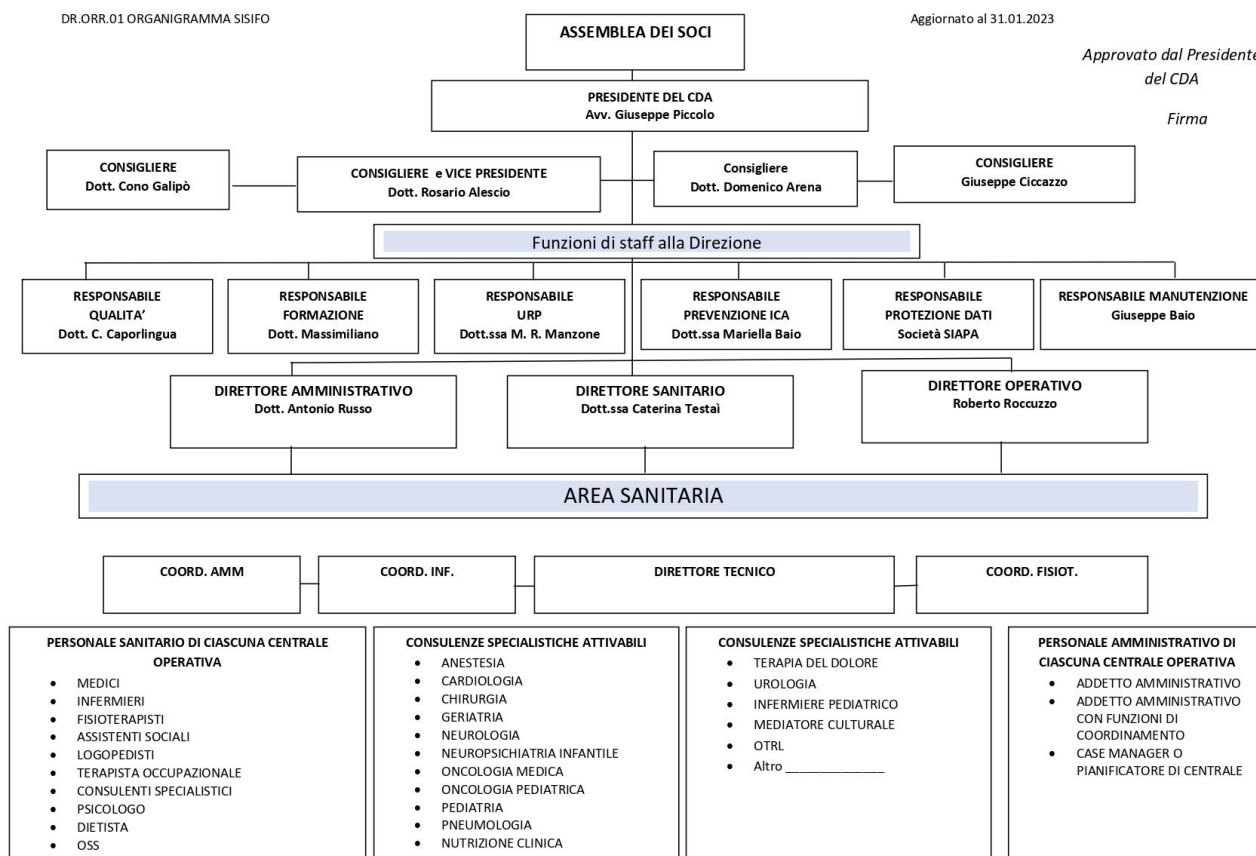 DR.ORR.01 ORGANIGRAMMA SISIFO
Aggiornato al 31.01.2023
ASSEMBLEA DEI SOCI
Approvato dal Presidente
del CDA
Firma
PRESIDENTE DEL CDA
Avv. Giuseppe Piccolo
CONSIGLIERE
Dott. Cono Galipò
CONSIGLIERE e VICE PRESIDENTE
Dott. Rosario Alescio
Consigliere
Dott. Domenico Arena
CONSIGLIERE
Giuseppe Ciccazzo
Funzioni di staff alla Direzione
RESPONSABILE
QUALITA’
Dott. C. Caporlingua
RESPONSABILE
FORMAZIONE
Dott. Massimiliano
RESPONSABILE
URP
Dott.ssa M. R. Manzone
RESPONSABILE
PREVENZIONE ICA
Dott.ssa Mariella Baio
RESPONSABILE
PROTEZIONE DATI
Società SIAPA
RESPONSABILE MANUTENZIONE
Giuseppe Baio
DIRETTORE AMMINISTRATIVO
Dott. Antonio Russo
DIRETTORE SANITARIO
Dott.ssa Caterina Testaì
DIRETTORE OPERATIVO
Roberto Roccuzzo
AREA SANITARIA
COORD. AMM
COORD. INF.
DIRETTORE TECNICO
COORD. FISIOT.
PERSONALE SANITARIO DI CIASCUNA CENTRALE
OPERATIVA
• MEDICI
• INFERMIERI
• FISIOTERAPISTI
• ASSISTENTI SOCIALI
• LOGOPEDISTI
• TERAPISTA OCCUPAZIONALE
• CONSULENTI SPECIALISTICI
• PSICOLOGO
• DIETISTA
• OSS
CONSULENZE SPECIALISTICHE ATTIVABILI
• ANESTESIA
• CARDIOLOGIA
• CHIRURGIA
• GERIATRIA
• NEUROLOGIA
• NEUROPSICHIATRIA INFANTILE
• ONCOLOGIA MEDICA
• ONCOLOGIA PEDIATRICA
• PEDIATRIA
• PNEUMOLOGIA
• NUTRIZIONE CLINICA
CONSULENZE SPECIALISTICHE ATTIVABILI
• TERAPIA DEL DOLORE
• UROLOGIA
• INFERMIERE PEDIATRICO
• MEDIATORE CULTURALE
• OTRL
• Altro ______________
PERSONALE AMMINISTRATIVO DI
CIASCUNA CENTRALE OPERATIVA
• ADDETTO AMMINISTRATIVO
• ADDETTO AMMINISTRATIVO
CON FUNZIONI DI
COORDINAMENTO
• CASE MANAGER O
PIANIFICATORE DI CENTRALE